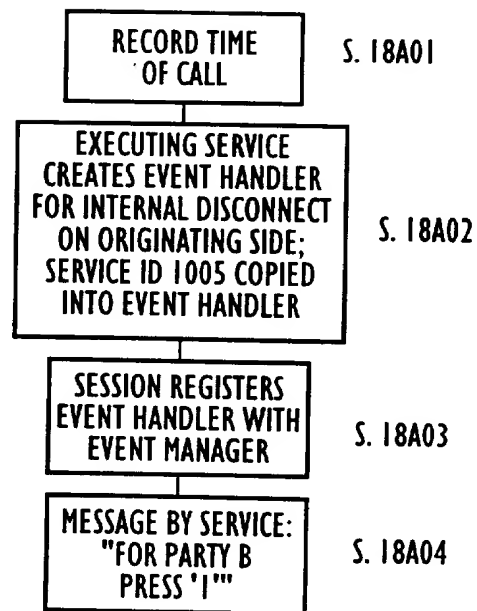 RECORD TIME
OF CALL
S. 18A01
EXECUTING SERVICE
CREATES EVENT HANDLER
FOR INTERNAL DISCONNECT
ON ORIGINATING SIDE;
SERVICE ID 1005 COPIED
INTO EVENT HANDLER
S. 18A02
SESSION REGISTERS
EVENT HANDLER WITH
EVENT MANAGER
S. 18A03
MESSAGE BY SERVICE:
"FOR PARTY B
PRESS '1'"
S. 18A04